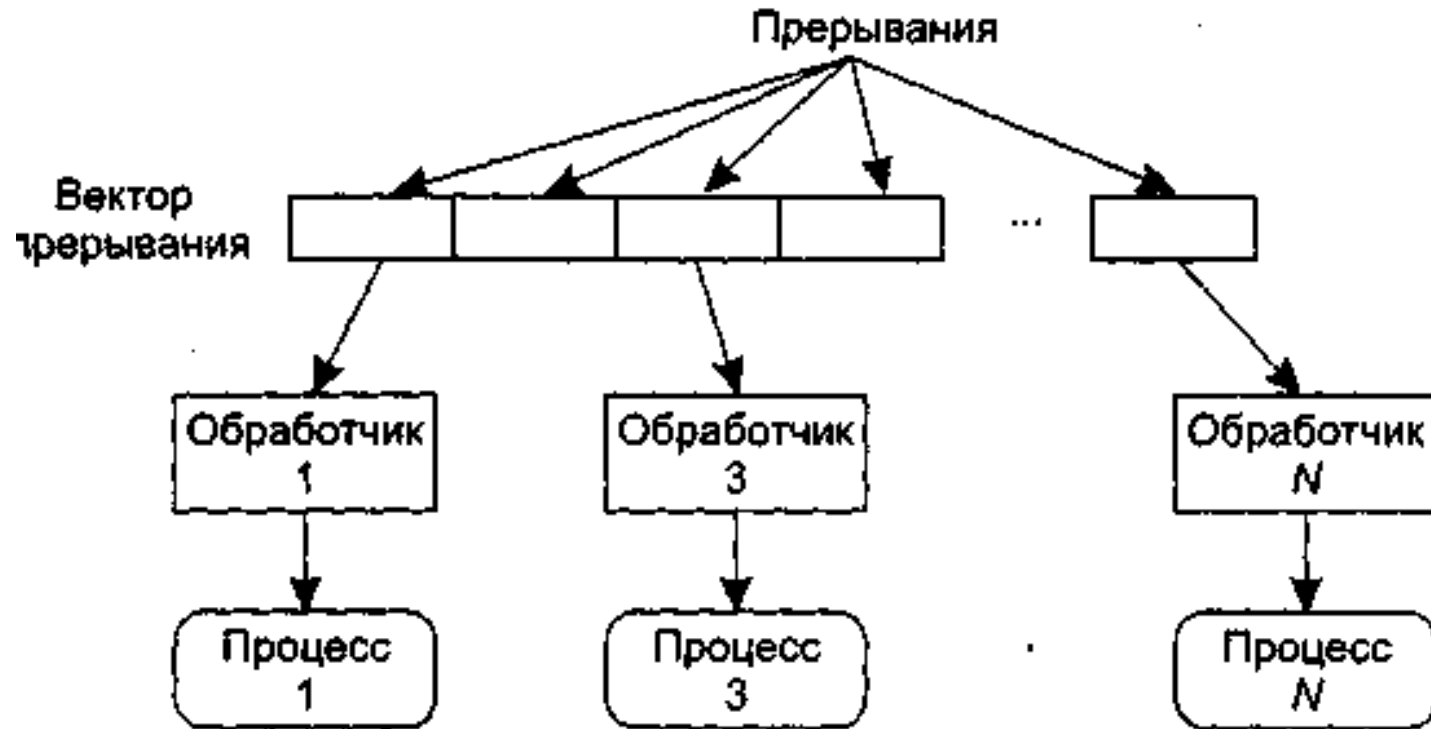 Прерывания
Вектор
прерывания
...
Обработчик
1
Обработчик
3
Обработчик
N
Процесс
1
Процесс
3
Процесс
N